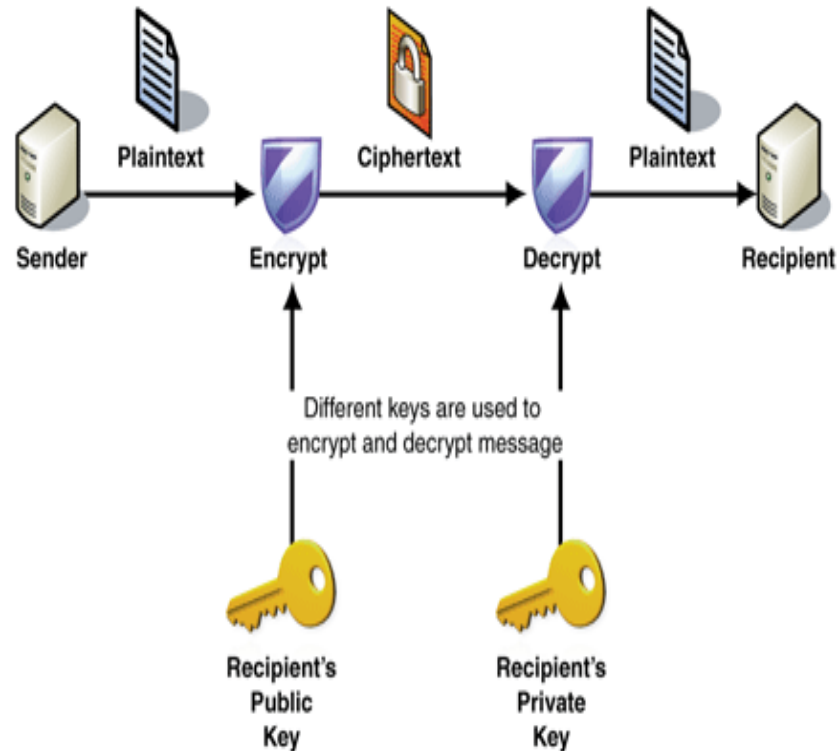 Plaintext
Ciphertext
Plaintext
Sender
Encrypt
Decrypt
Recipient
Different keys are used to
encrypt and decrypt message
Recipient's
Public
Key
Recipient's
Private
Key